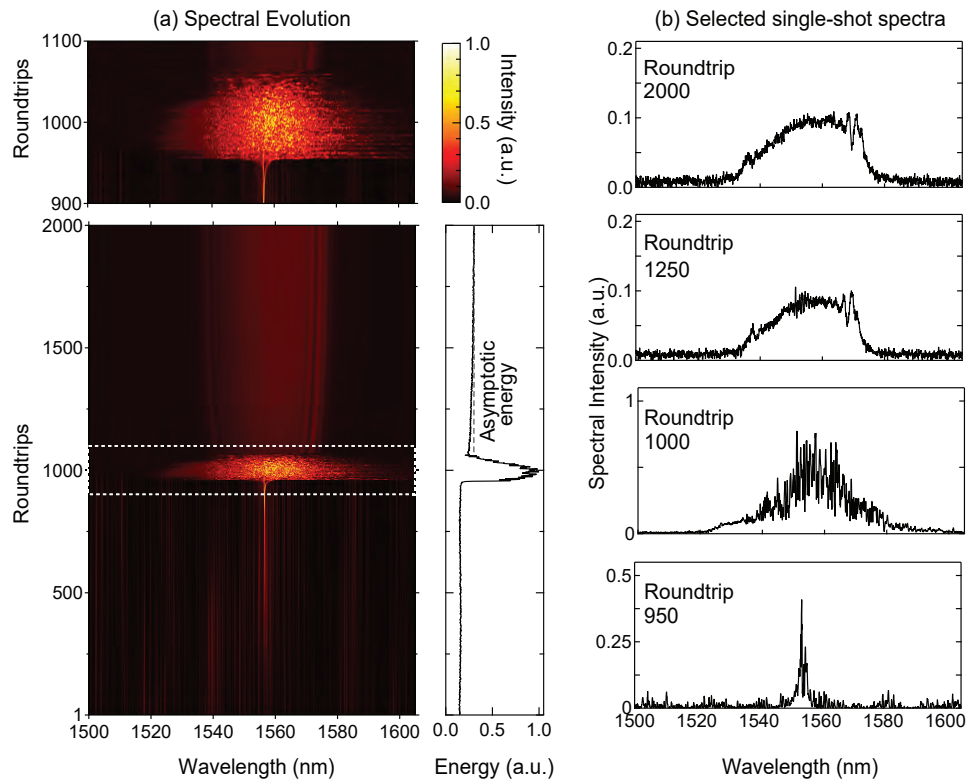 (a) Spectral Evolution
(b) Selected single-shot spectra
1100
1000
900
Roundtrips
1.0
0.5
0.0
Intensity (a.u.)
2000
1500
1000
500
1
Roundtrips
1500 1520 1540 1560 1580 1600
Wavelength (nm)
Asymptotic
energy
0.0 0.5 1.0
Energy (a.u.)
Spectral Intensity (a.u.)
0.2
0.1
0.0
Roundtrip
2000
0.2
0.1
0.0
Roundtrip
1250
1
0
Roundtrip
1000
0.5
0.25
0
Roundtrip
950
1500 1520 1540 1560 1580 1600
Wavelength (nm)